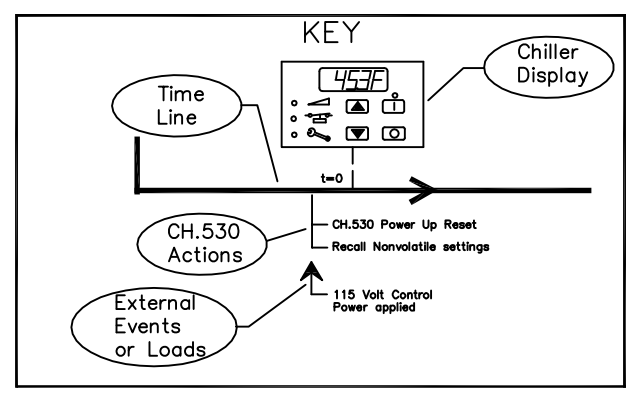 KEY
Chiller
Display
453F
Time
Line
t=0
CH.530
Actions
CH.530 Power Up Reset
Recall Nonvolatile settings
External
Events
or Loads
115 Volt Control
Power applied